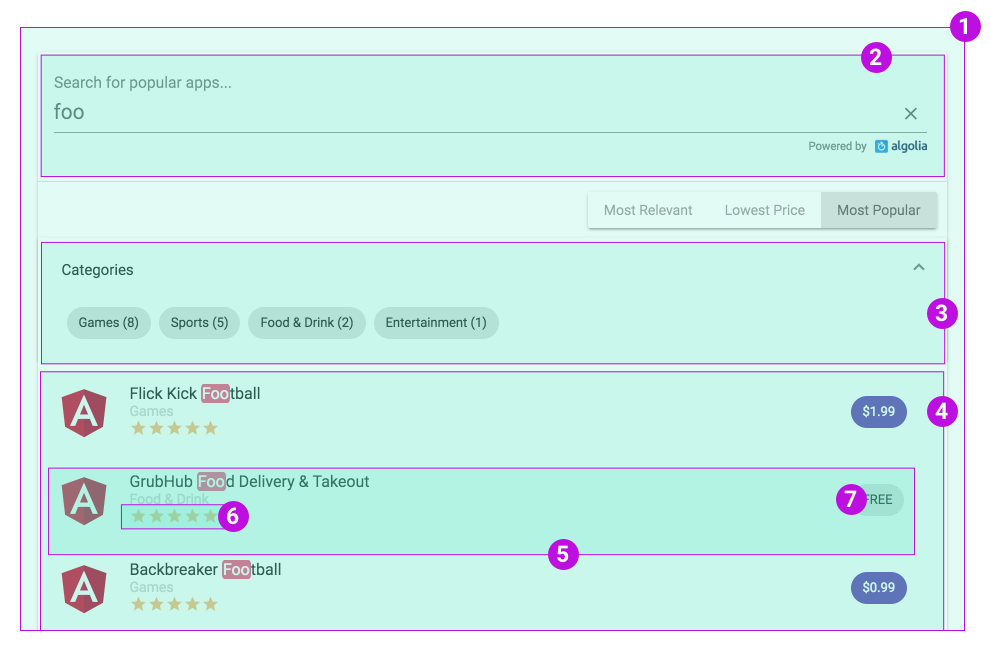 1
2
Search for popular apps...
foo
Powered by algolia
Most Relevant Lowest Price Most Popular
Categories
3
Games (8) Sports (5) Food & Drink (2) Entertainment (1)
Flick Kick Football
Games
$1.99
4
GrubHub Food Delivery & Takeout
Food & Drink
7 FREE
6
5
Backbreaker Football
Games
$0.99